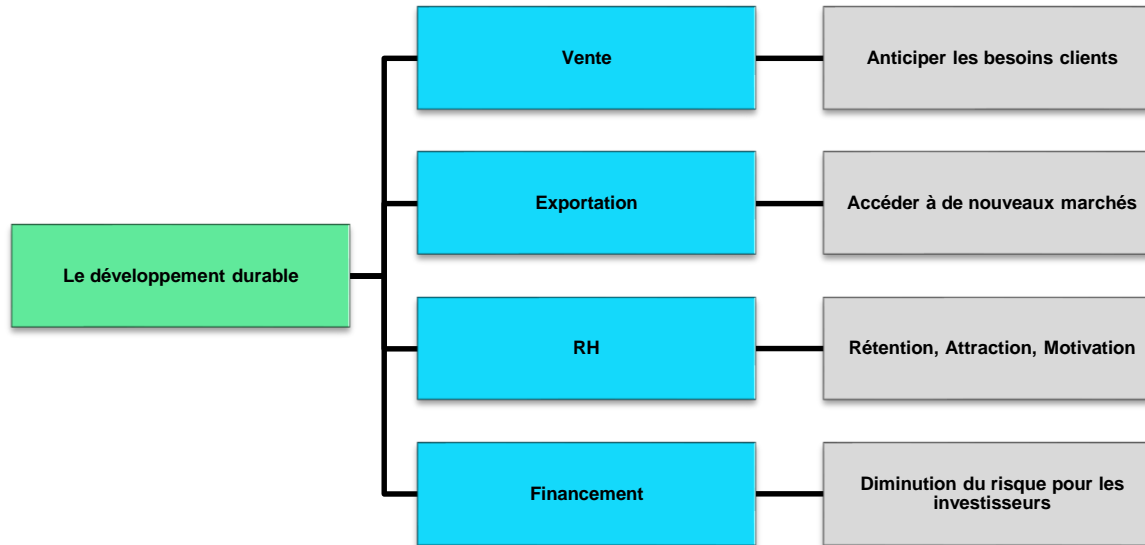 Vente
Anticiper les besoins clients
Exportation
Accéder à de nouveaux marchés
Le développement durable
RH
Rétention, Attraction, Motivation
Financement
Diminution du risque pour les
investisseurs